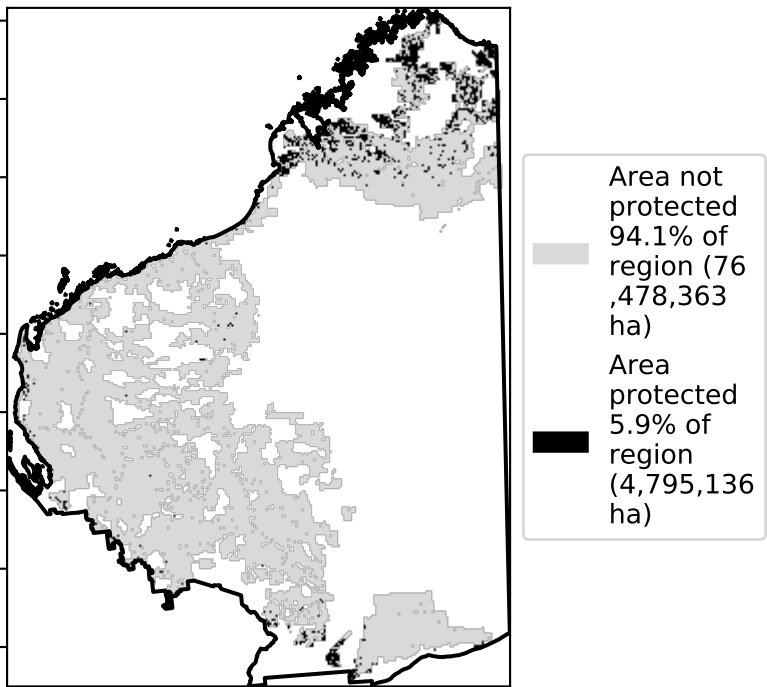 Area not
protected
94.1% of
region (76
,478,363
ha)
Area
protected
5.9% of
region
(4,795,136
ha)